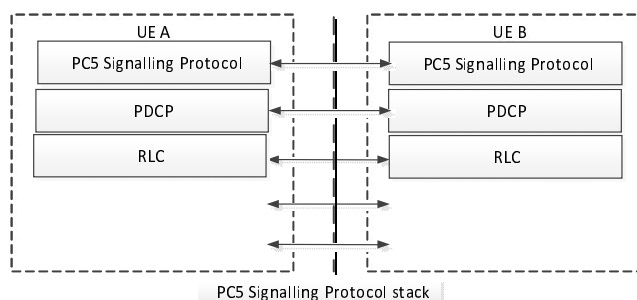 UE A
UE B
PC5 Signalling Protocol
PC5 Signalling Protocol
PDCP
PDCP
RLC
RLC
PC5 Signalling Protocol stack